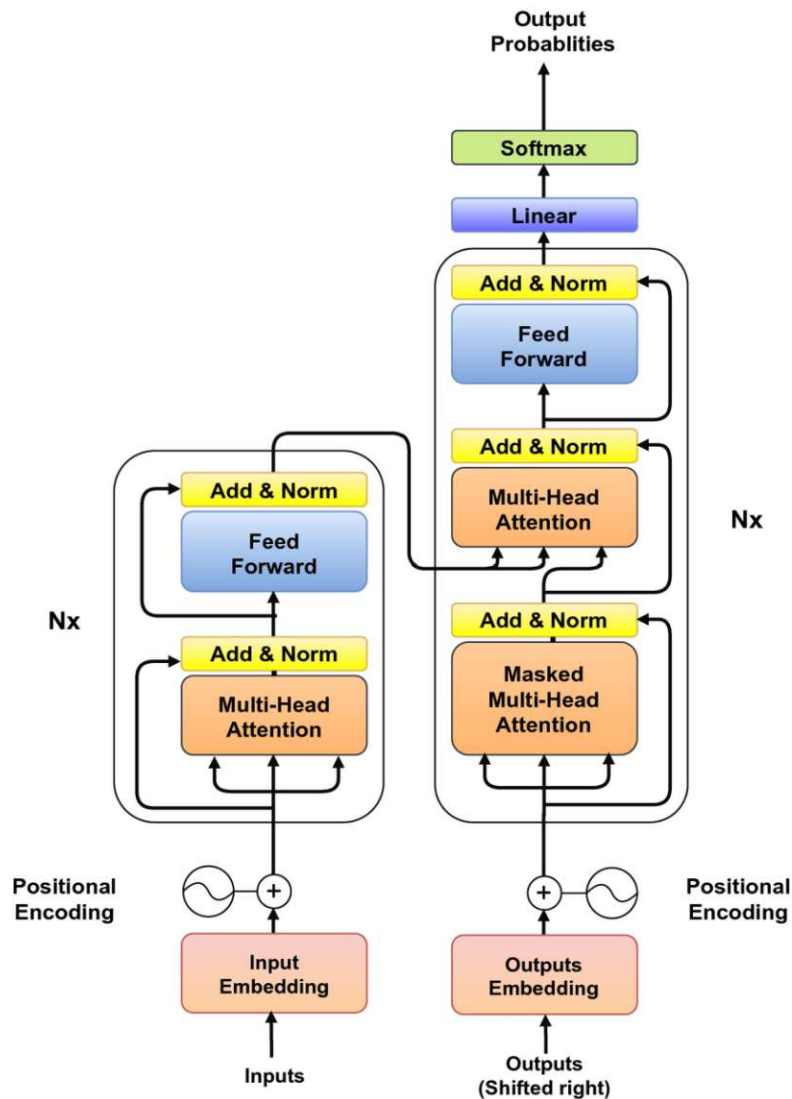 Output
Probablities
Softmax
Linear
Add & Norm
Feed
Forward
Add & Norm
Multi-Head
Attention
Nx
Add & Norm
Masked
Multi-Head
Attention
Add & Norm
Feed
Forward
Nx
Add & Norm
Multi-Head
Attention
Positional
Encoding
+
+
Positional
Encoding
Input
Embedding
Outputs
Embedding
Inputs
Outputs
(Shifted right)